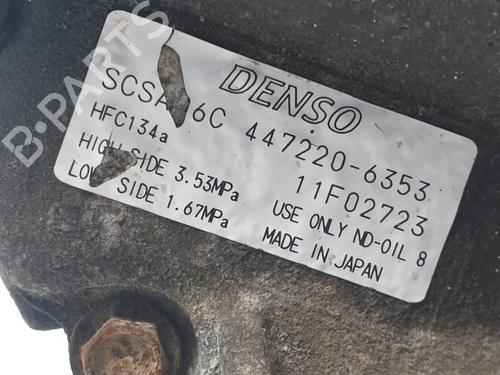 DENSO
SCSA 6C 447220-6353
HFC134a 11F02723
HIGH SIDE 3.53MPa USE ONLY ND-OIL 8
SIDE 1.67MPa MADE IN JAPAN
B-PARTS